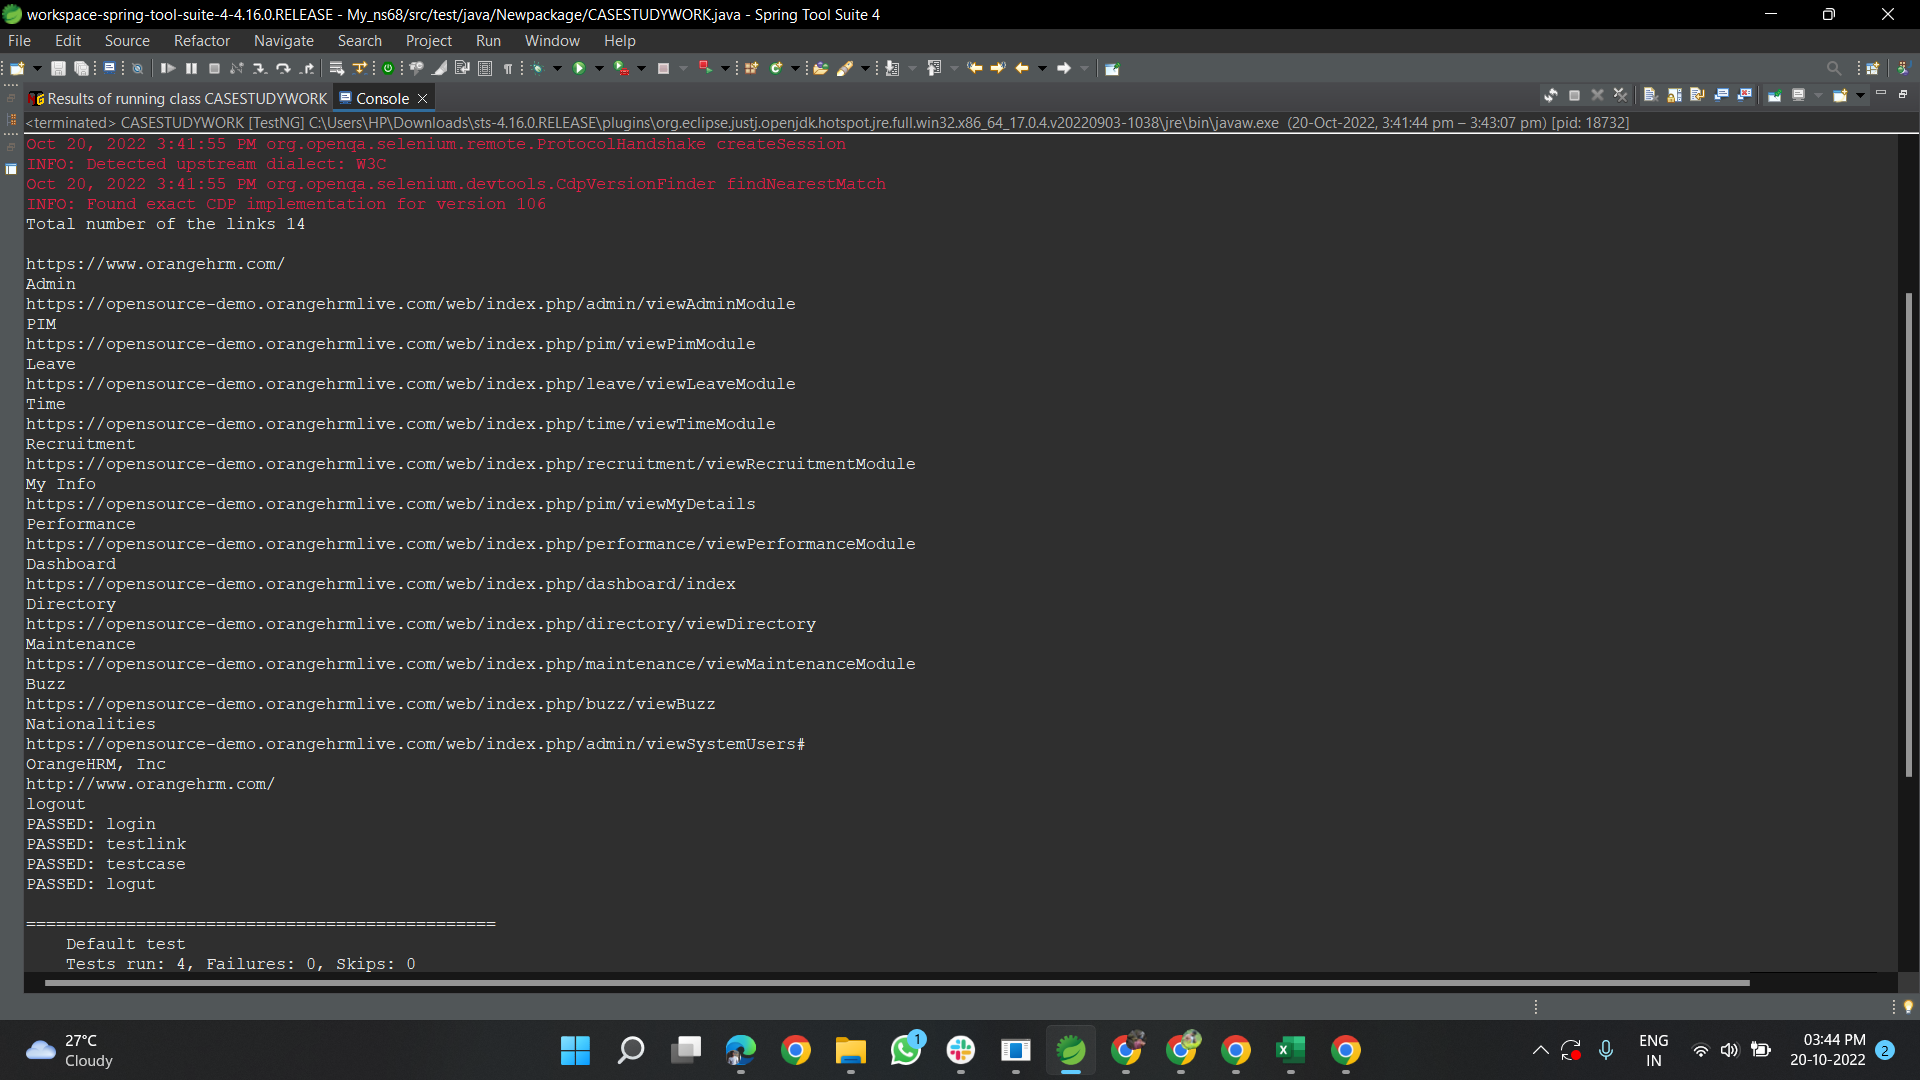 workspace-spring-tool-suite-4-4.16.0.RELEASE - My_ns68/src/test/java/Newpackage/CASESTUDYWORK.java - Spring Tool Suite 4
File Edit Source Refactor Navigate Search Project Run Window Help
Results of running class CASESTUDYWORK Console
<terminated> CASESTUDYWORK [TestNG] C:\Users\HP\Downloads\sts-4.16.0.RELEASE\plugins\org.eclipse.justj.openjdk.hotspot.jre.full.win32.x86_64_17.0.4.v20220903-1038\jre\bin\javaw.exe (20-Oct-2022, 3:41:44 pm – 3:43:07 pm) [pid: 18732]
Oct 20, 2022 3:41:55 PM org.openqa.selenium.remote.ProtocolHandshake createSession
INFO: Detected upstream dialect: W3C
Oct 20, 2022 3:41:55 PM org.openqa.selenium.devtools.CdpVersionFinder findNearestMatch
INFO: Found exact CDP implementation for version 106
Total number of the links 14
https://www.orangehrm.com/
Admin
https://opensource-demo.orangehrmlive.com/web/index.php/admin/viewAdminModule
PIM
https://opensource-demo.orangehrmlive.com/web/index.php/pim/viewPimModule
Leave
https://opensource-demo.orangehrmlive.com/web/index.php/leave/viewLeaveModule
Time
https://opensource-demo.orangehrmlive.com/web/index.php/time/viewTimeModule
Recruitment
https://opensource-demo.orangehrmlive.com/web/index.php/recruitment/viewRecruitmentModule
My Info
https://opensource-demo.orangehrmlive.com/web/index.php/pim/viewMyDetails
Performance
https://opensource-demo.orangehrmlive.com/web/index.php/performance/viewPerformanceModule
Dashboard
https://opensource-demo.orangehrmlive.com/web/index.php/dashboard/index
Directory
https://opensource-demo.orangehrmlive.com/web/index.php/directory/viewDirectory
Maintenance
https://opensource-demo.orangehrmlive.com/web/index.php/maintenance/viewMaintenanceModule
Buzz
https://opensource-demo.orangehrmlive.com/web/index.php/buzz/viewBuzz
Nationalities
https://opensource-demo.orangehrmlive.com/web/index.php/admin/viewSystemUsers#
OrangeHRM, Inc
http://www.orangehrm.com/
logout
PASSED: login
PASSED: testlink
PASSED: testcase
PASSED: logut
===============================================
Default test
Tests run: 4, Failures: 0, Skips: 0
27°C
Cloudy
1
ENG
IN
03:44 PM
20-10-2022
2